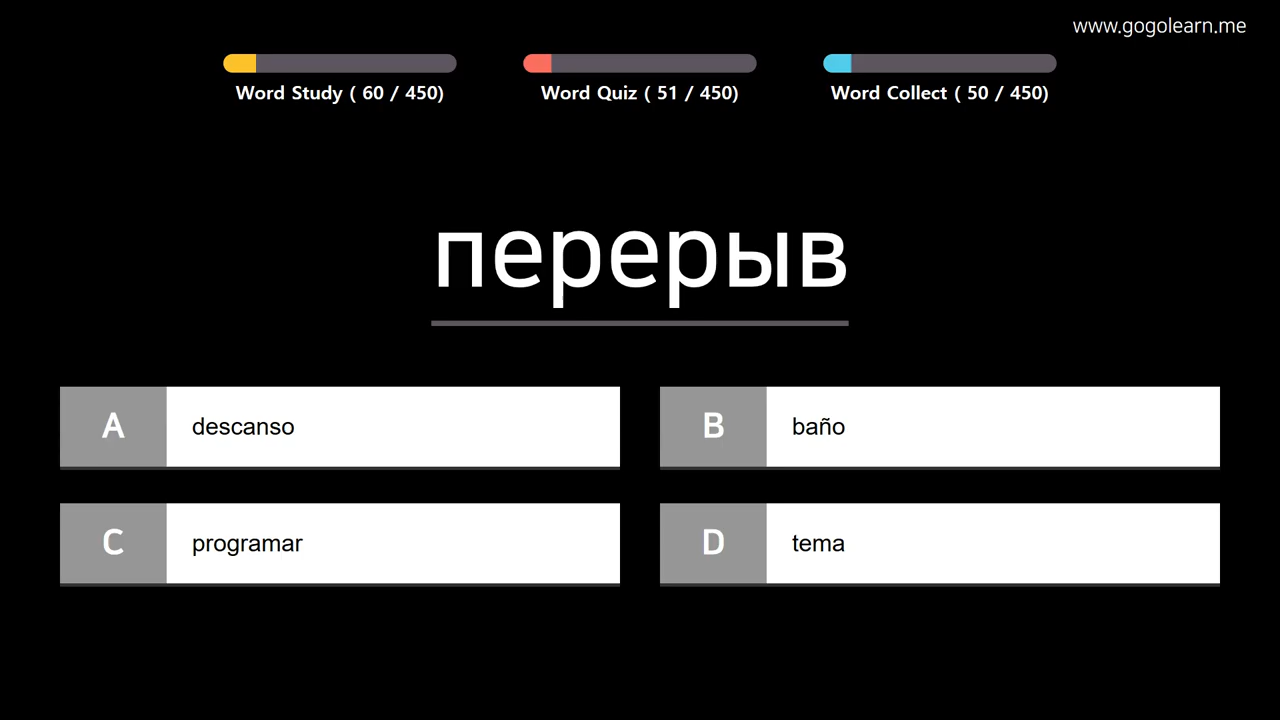 www.gogolearn.me
Word Study ( 60 / 450)
Word Quiz ( 51 / 450)
Word Collect ( 50 / 450)
перерыв
A descanso
B baño
C programar
D tema